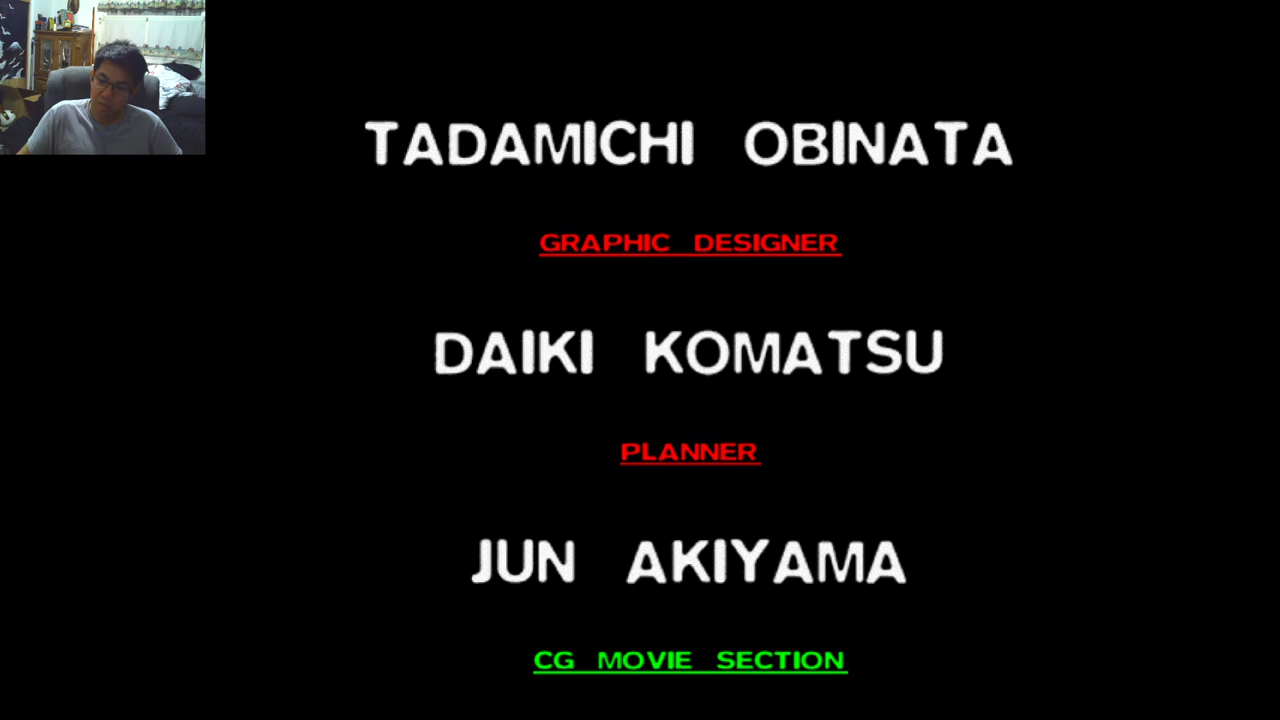 TADAMICHI OBINATA
GRAPHIC DESIGNER
DAIKI KOMATSU
PLANNER
JUN AKIYAMA
CG MOVIE SECTION